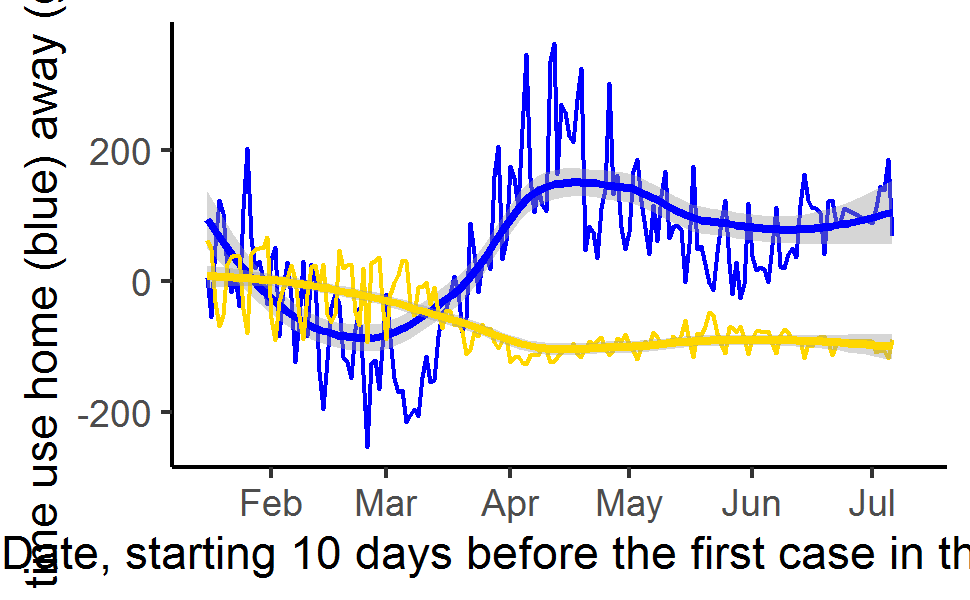 time use home (blue) away (
200
0
-200
Feb Mar Apr May Jun Jul
Date, starting 10 days before the first case in th